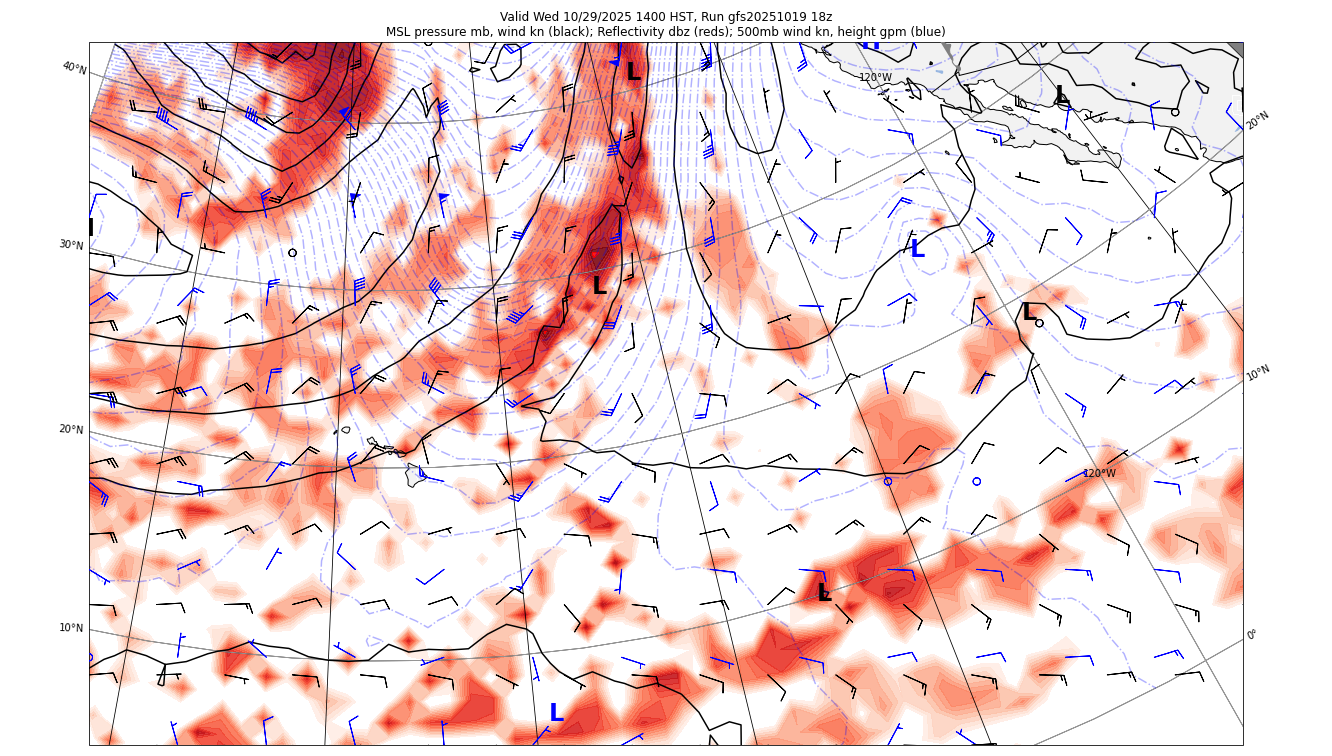 Valid Wed 10/29/2025 1400 HST, Run gfs20251019 18z
MSL pressure mb, wind kn (black); Reflectivity dbz (reds); 500mb wind kn, height gpm (blue)
H
40°N
L
120°W
L
20°N
30°N
L
L
L
10°N
20°N
120°W
L
10°N
0°
L